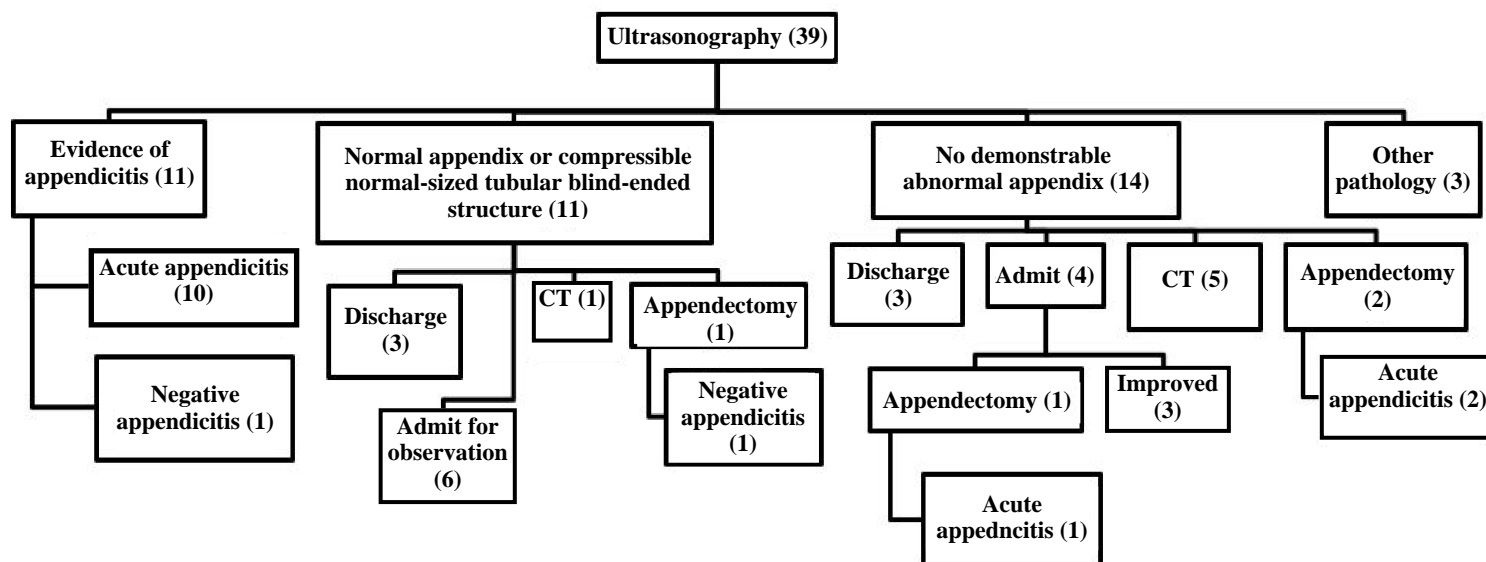 Ultrasonography (39)
Evidence of
appendicitis (11)
Normal appendix or compressible
normal-sized tubular blind-ended
structure (11)
No demonstrable
abnormal appendix (14)
Other
pathology (3)
Acute appendicitis
(10)
Negative
appendicitis (1)
Discharge
(3)
Admit for
observation
(6)
CT (1)
Appendectomy
(1)
Negative
appendicitis
(1)
Discharge
(3)
Admit (4)
CT (5)
Appendectomy
(2)
Appendectomy (1)
Improved
(3)
Acute
appendicitis (2)
Acute
appedncitis (1)